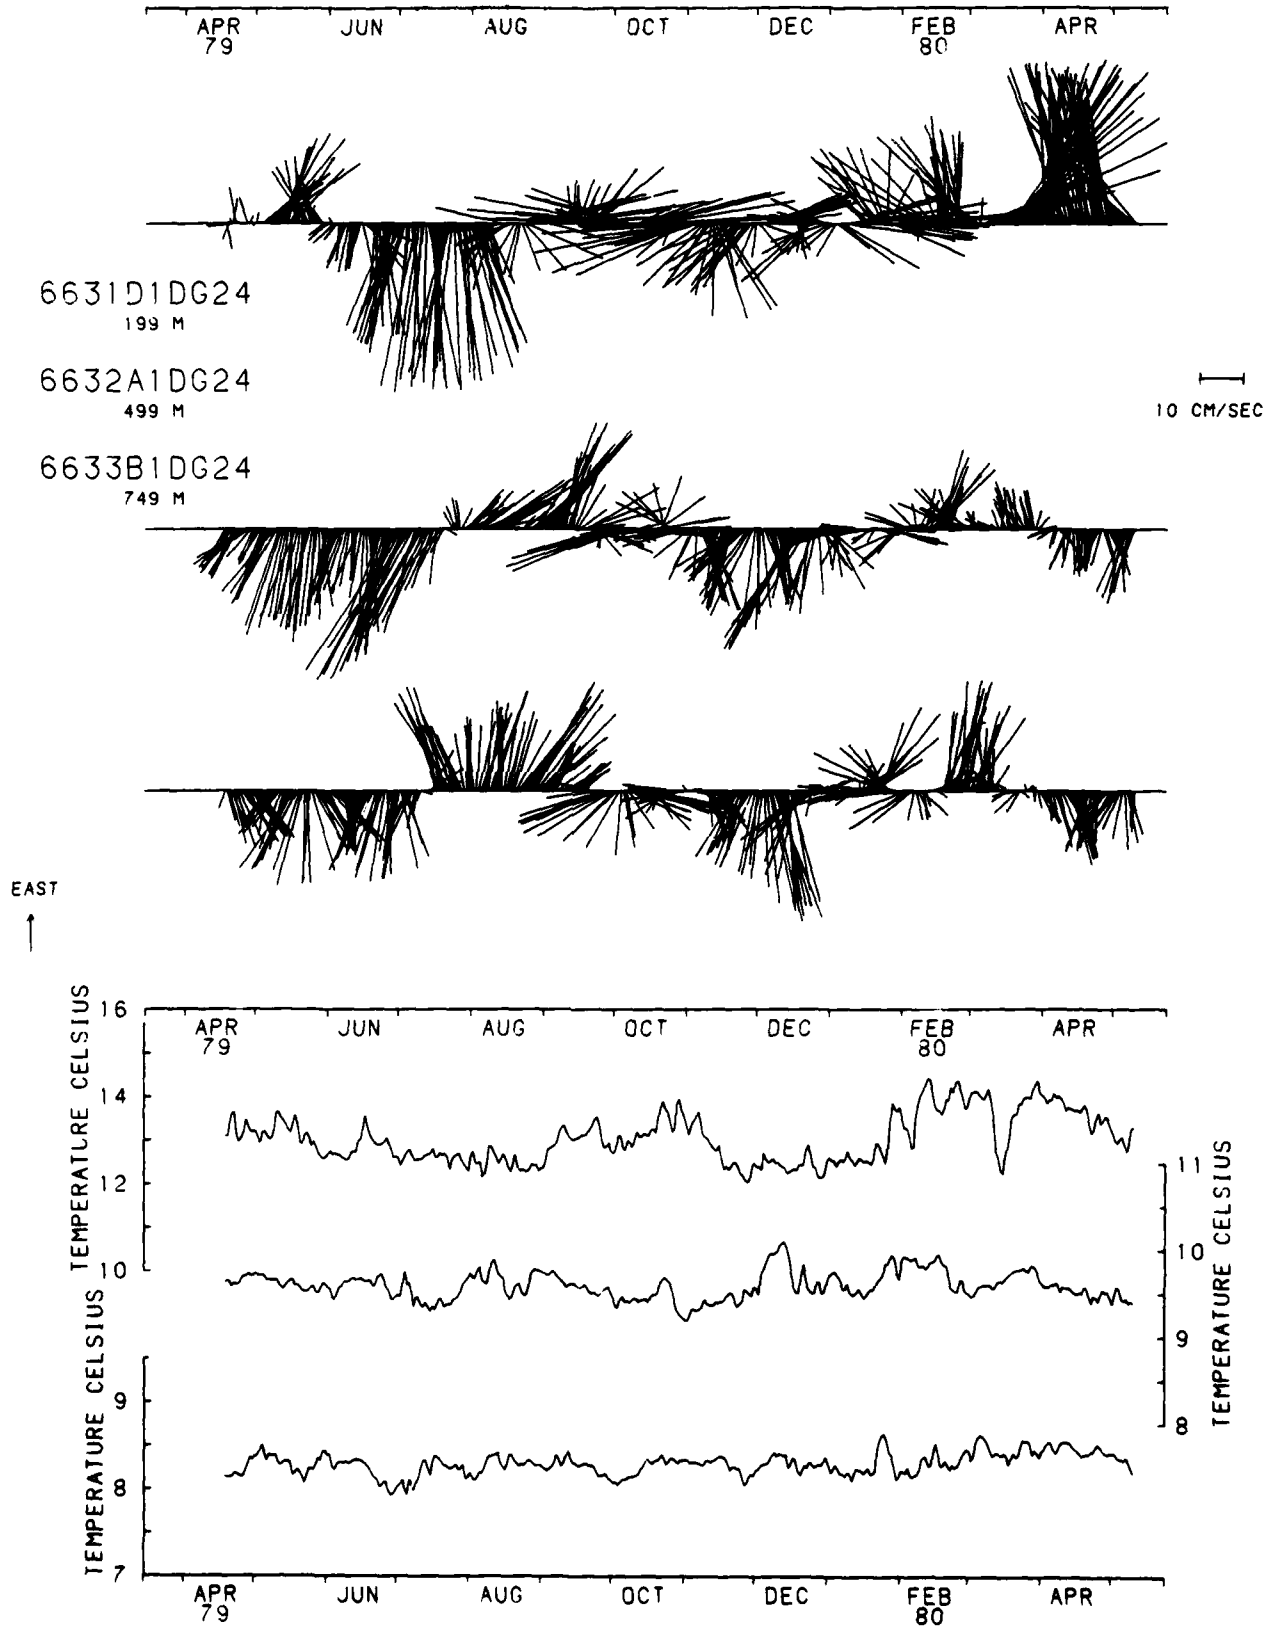 APR JUN AUG OCT DEC FEB APR
79 80
6631D1DG24
199 M
6632A1DG24
499 M
10 CM/SEC
6633B1DG24
749 M
EAST
16
APR JUN AUG OCT DEC FEB APR
79 80
14
12
10
TEMPERATURE CELSIUS
11
10
9
8
TEMPERATURE CELSIUS
9
8
7
TEMPERATURE CELSIUS
APR JUN AUG OCT DEC FEB APR
79 80